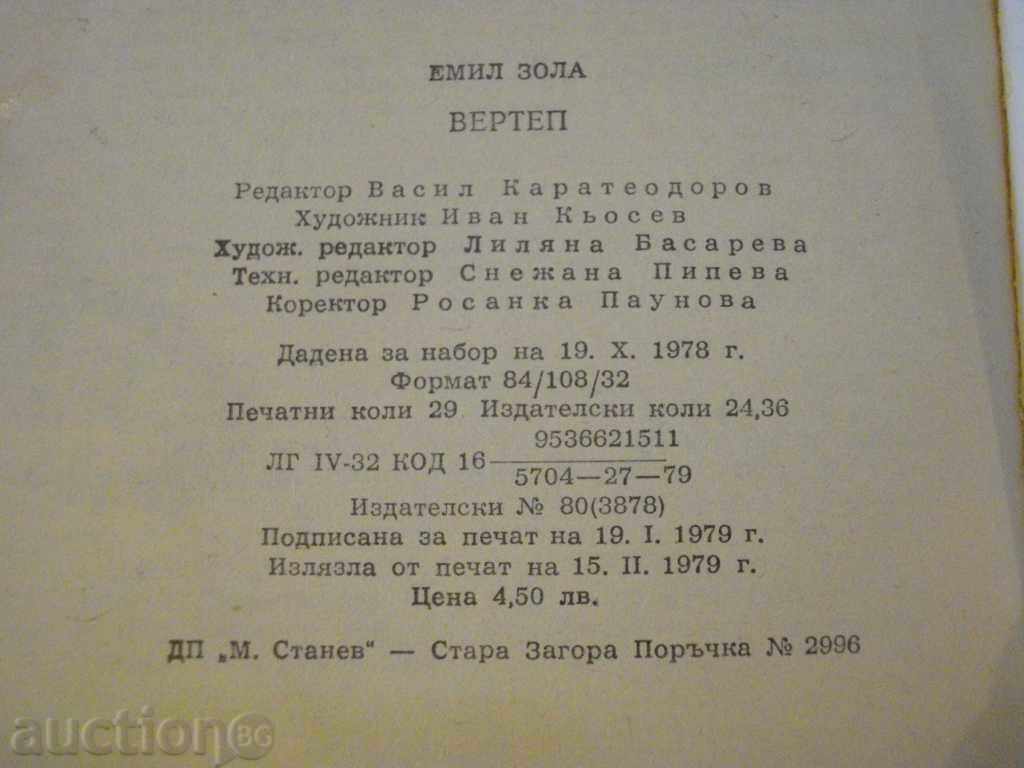 ЕМИЛ ЗОЛА
ВЕРТЕП
Редактор Васил Каратеодоров
Художник Иван Кьосев
Худож. редактор Лиляна Басарева
Техн. редактор Снежана Пипева
Коректор Росанка Паунова
Дадена за набор на 19. X. 1978 г.
Формат 84/108/32
Печатни коли 29 Издателски коли 24,36
9536621511
ЛГ IV-32 КОД 16
5704—27—79
Издателски № 80(3878)
Подписана за печат на 19. I. 1979 г.
Излязла от печат на 15. II. 1979 г.
Цена 4,50 лв.
ДП „М. Станев“ — Стара Загора Поръчка № 2996
auction BG